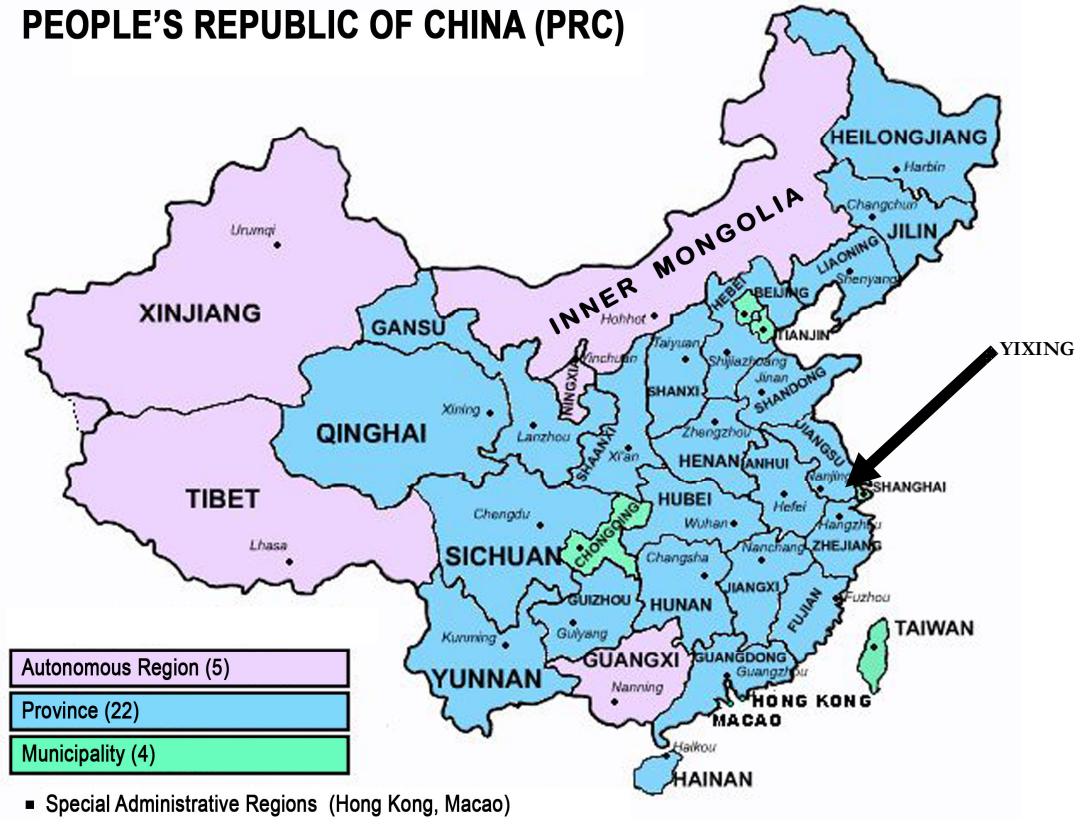 PEOPLE'S REPUBLIC OF CHINA (PRC)
HEILONGJIANG
Harbin
Changchun
JILIN
LIAONING
Shenyang
INNER MONGOLIA
Hohhot
Urumqi
XINJIANG
GANSU
HEBEI
BEIJING
TIANJIN
YIXING
Taiyuan
Shijiazhoang
Jinan
SHANDONG
SHANXI
Yinchuan
NINGXIA
Xining
QINGHAI
Lanzhou
SHAANXI
Xi'an
Zhengzhou
HENAN
ANHUI
JIANGSU
Nanjing
SHANGHAI
Hefei
Hangzhou
ZHEJIANG
TIBET
Lhasa
Chengdu
SICHUAN
CHONGQING
HUBEI
Wuhan
Changsha
HUNAN
Nanchang
JIANGXI
FUJIAN
Fuzhou
TAIWAN
GUIZHOU
Guiyang
Kunming
YUNNAN
GUANGXI
Nanning
GUANGDONG
Guangzhou
HONG KONG
MACAO
Haikou
HAINAN
Autonomous Region (5)
Province (22)
Municipality (4)
Special Administrative Regions (Hong Kong, Macao)